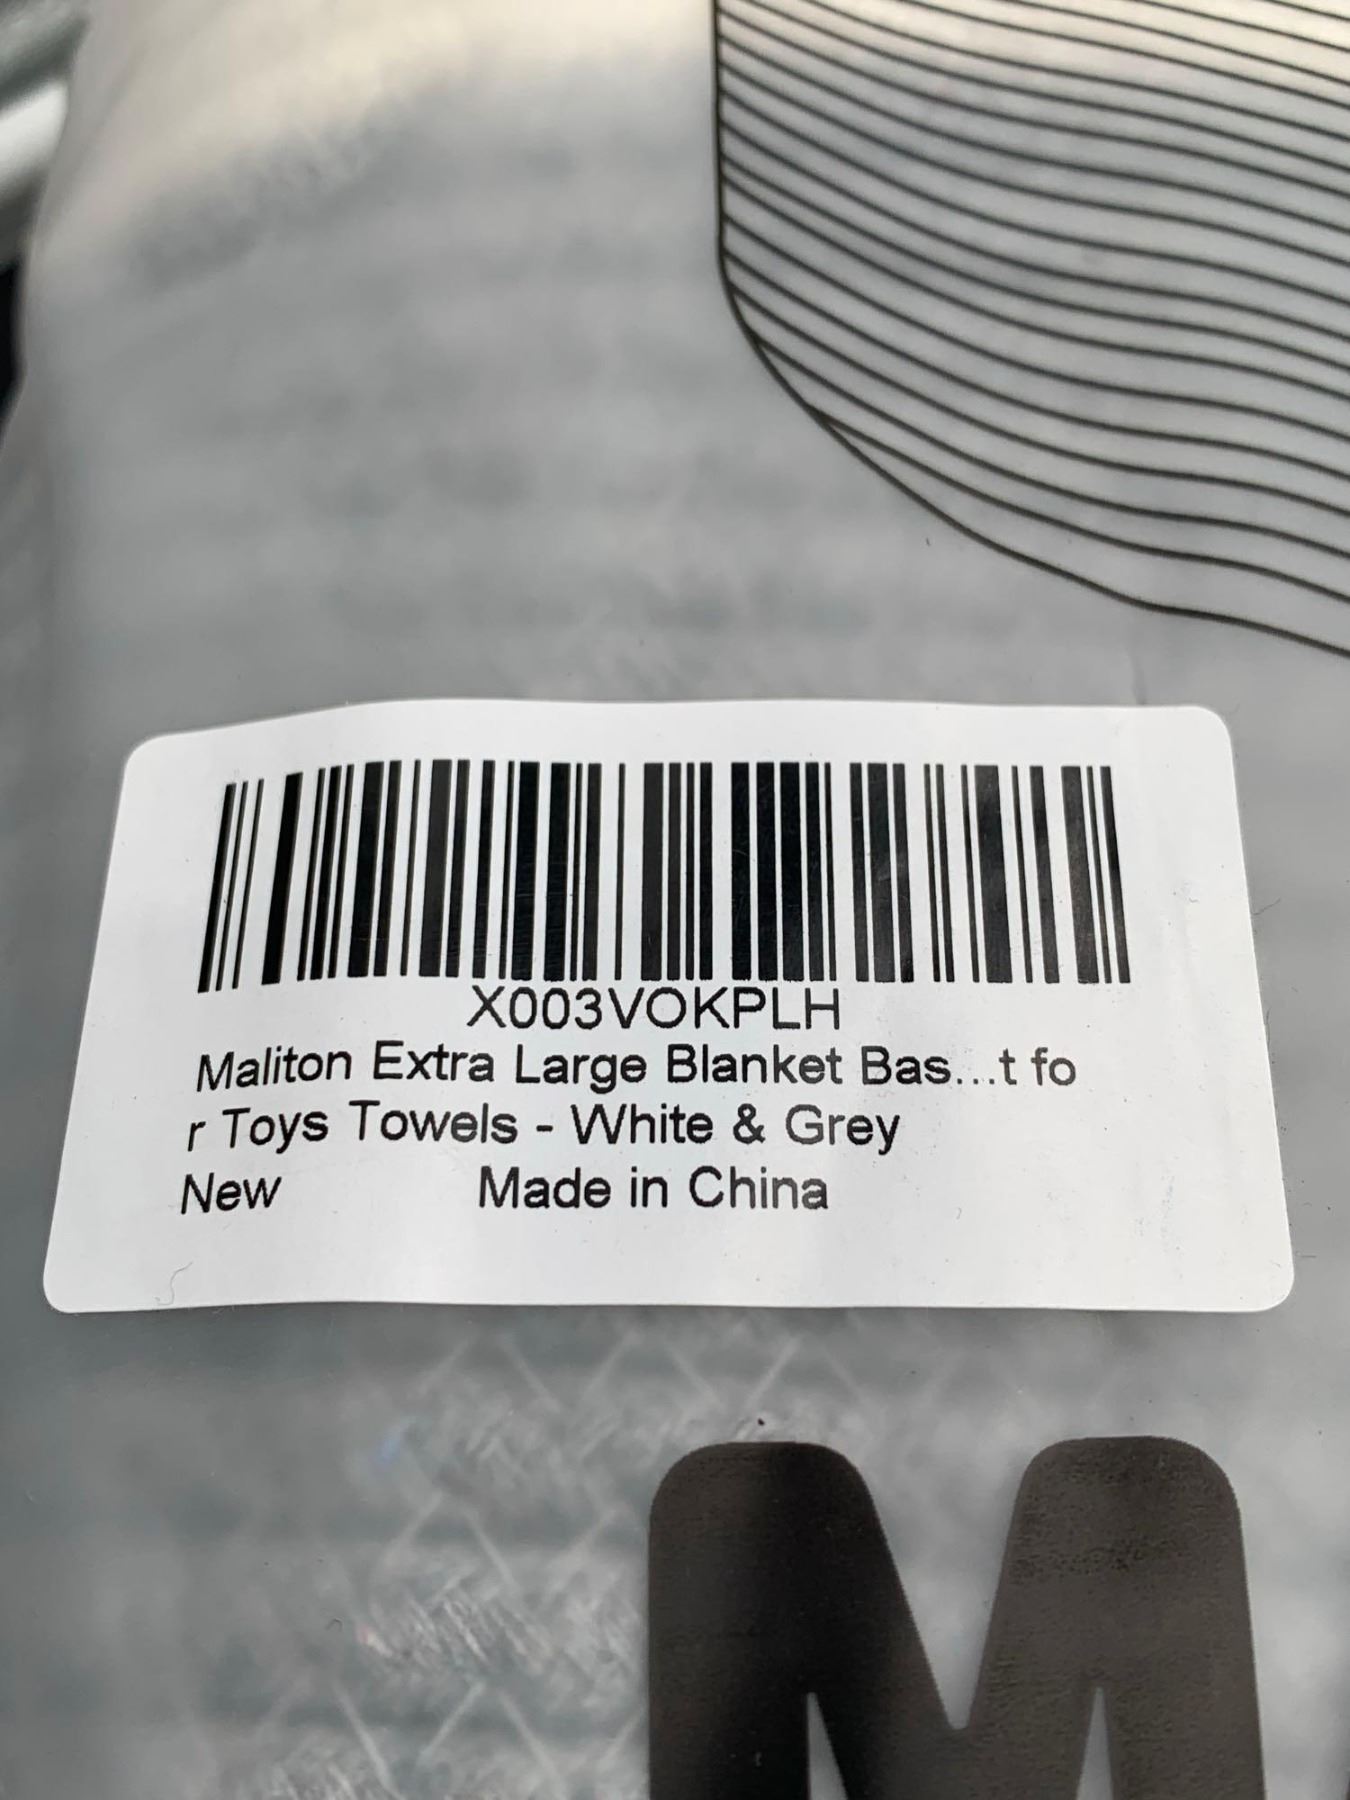 X003VOKPLH
Maliton Extra Large Blanket Bas...t fo
r Toys Towels - White & Grey
New Made in China
M